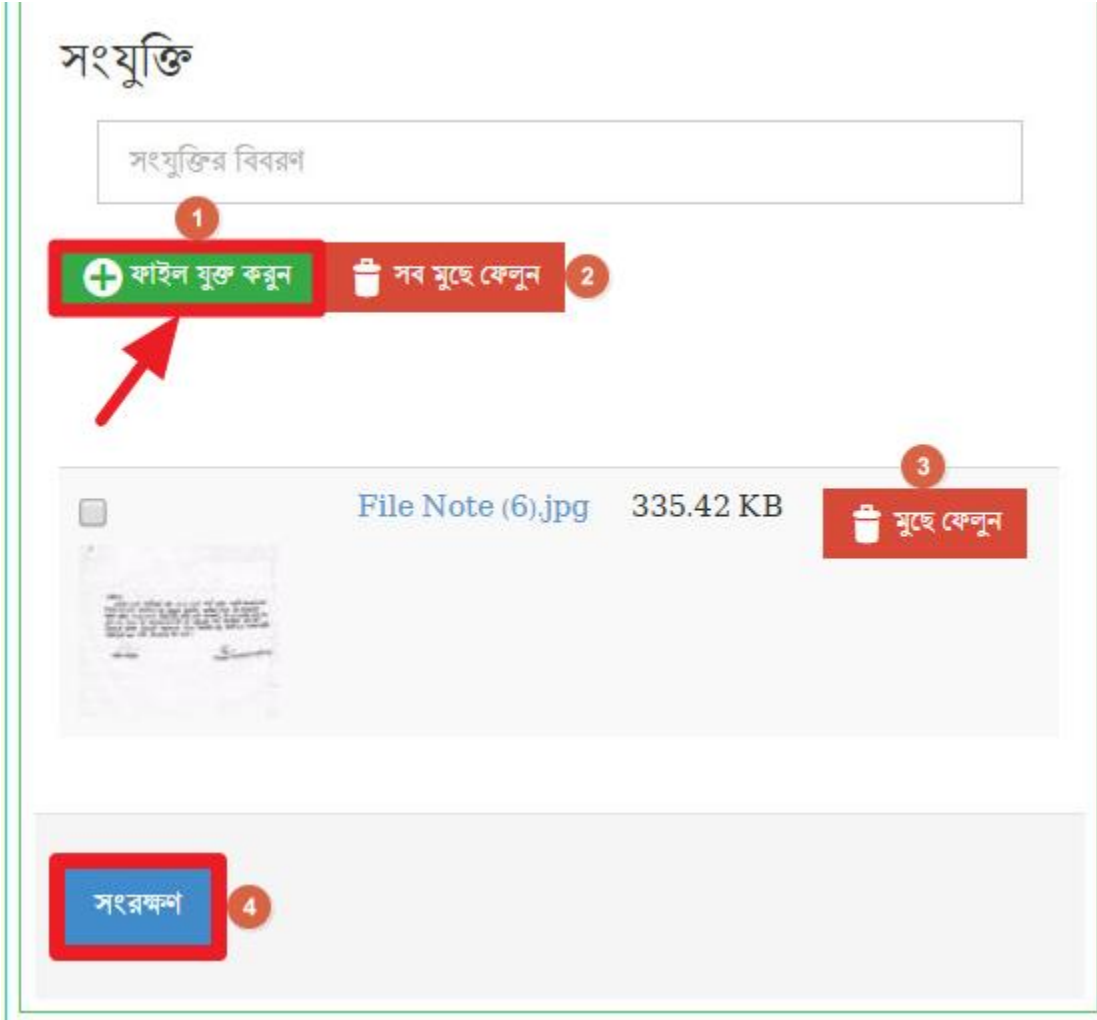 সংযুক্তি
সংযুক্তির বিবরণ
1
ফাইল যুক্ত করুন সব মুছে ফেলুন 2
3
File Note (6).jpg 335.42 KB মুছে ফেলুন
সংরক্ষণ 4